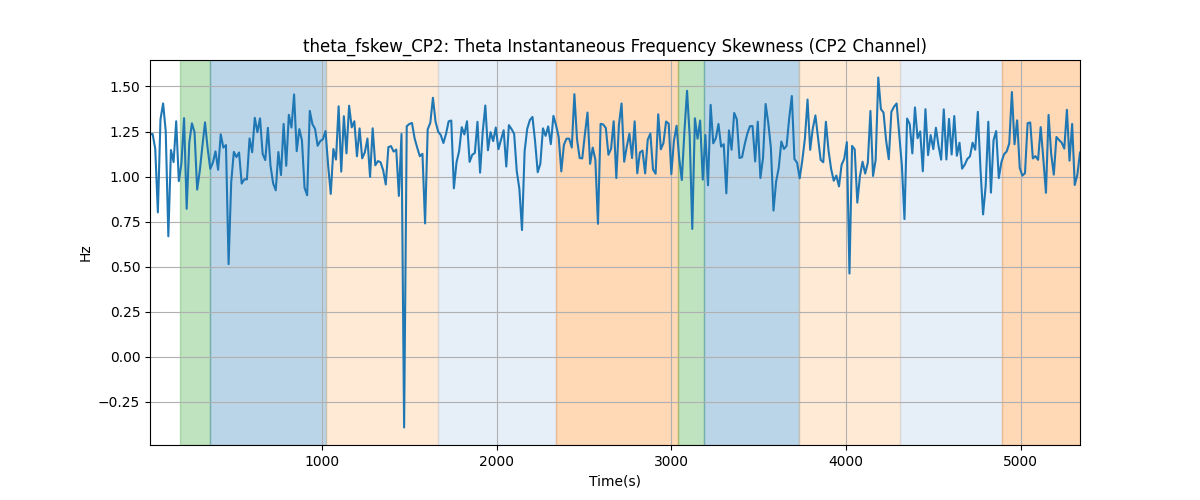 theta_fskew_CP2: Theta Instantaneous Frequency Skewness (CP2 Channel)
1.50
1.25
1.00
0.75
0.50
0.25
0.00
−0.25
Hz
1000 2000 3000 4000 5000
Time(s)